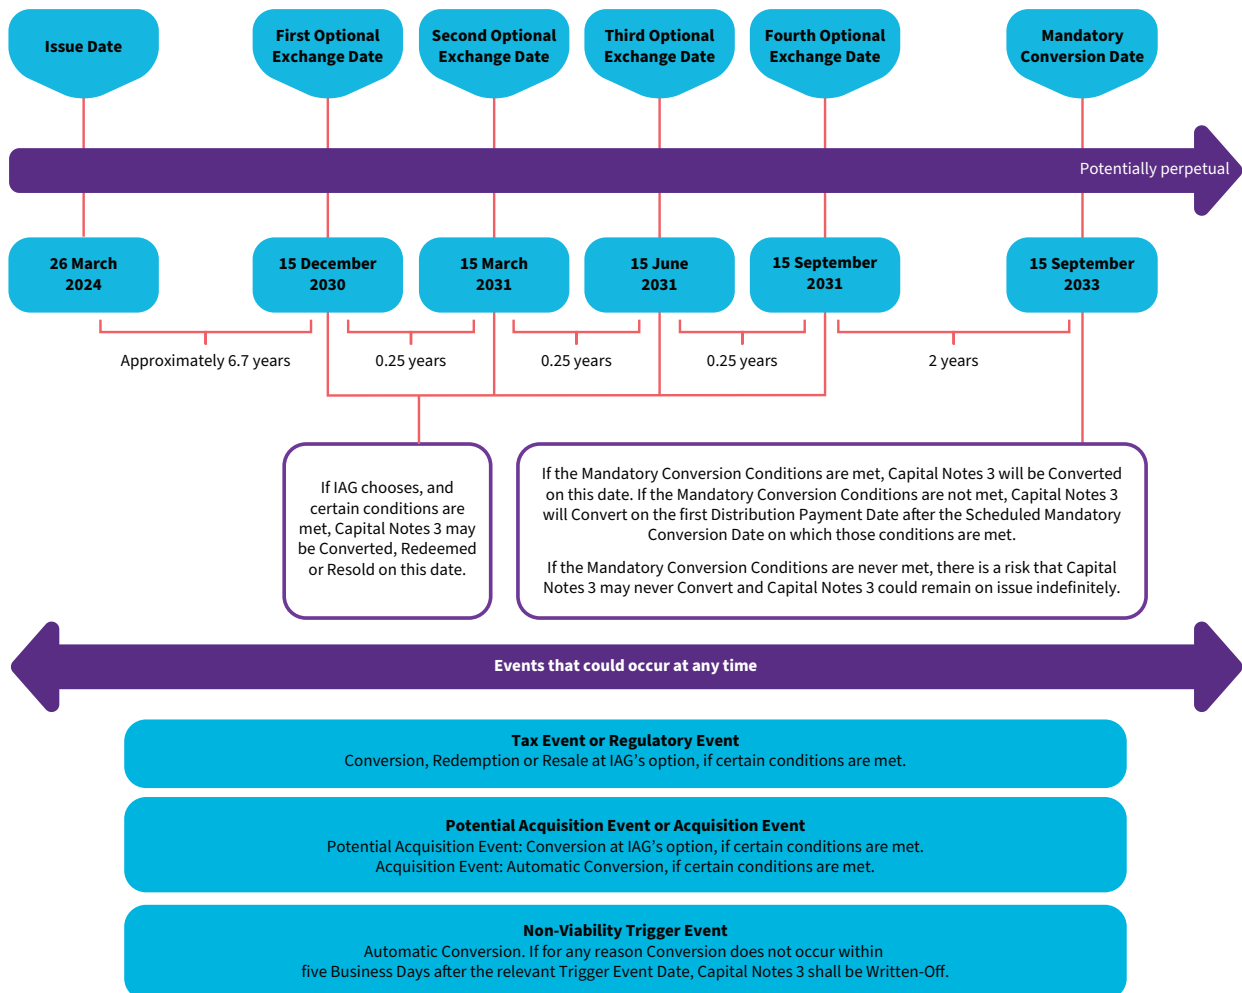 Issue Date
First Optional
Exchange Date
Second Optional
Exchange Date
Third Optional
Exchange Date
Fourth Optional
Exchange Date
Mandatory
Conversion Date
Potentially perpetual
26 March
2024
15 December
2030
15 March
2031
15 June
2031
15 September
2031
15 September
2033
Approximately 6.7 years
0.25 years
0.25 years
0.25 years
2 years
If IAG chooses, and
certain conditions are
met, Capital Notes 3 may
be Converted, Redeemed
or Resold on this date.
If the Mandatory Conversion Conditions are met, Capital Notes 3 will be Converted
on this date. If the Mandatory Conversion Conditions are not met, Capital Notes 3
will Convert on the first Distribution Payment Date after the Scheduled Mandatory
Conversion Date on which those conditions are met.
If the Mandatory Conversion Conditions are never met, there is a risk that Capital
Notes 3 may never Convert and Capital Notes 3 could remain on issue indefinitely.
Events that could occur at any time
Tax Event or Regulatory Event
Conversion, Redemption or Resale at IAG's option, if certain conditions are met.
Potential Acquisition Event or Acquisition Event
Potential Acquisition Event: Conversion at IAG's option, if certain conditions are met.
Acquisition Event: Automatic Conversion, if certain conditions are met.
Non-Viability Trigger Event
Automatic Conversion. If for any reason Conversion does not occur within
five Business Days after the relevant Trigger Event Date, Capital Notes 3 shall be Written-Off.